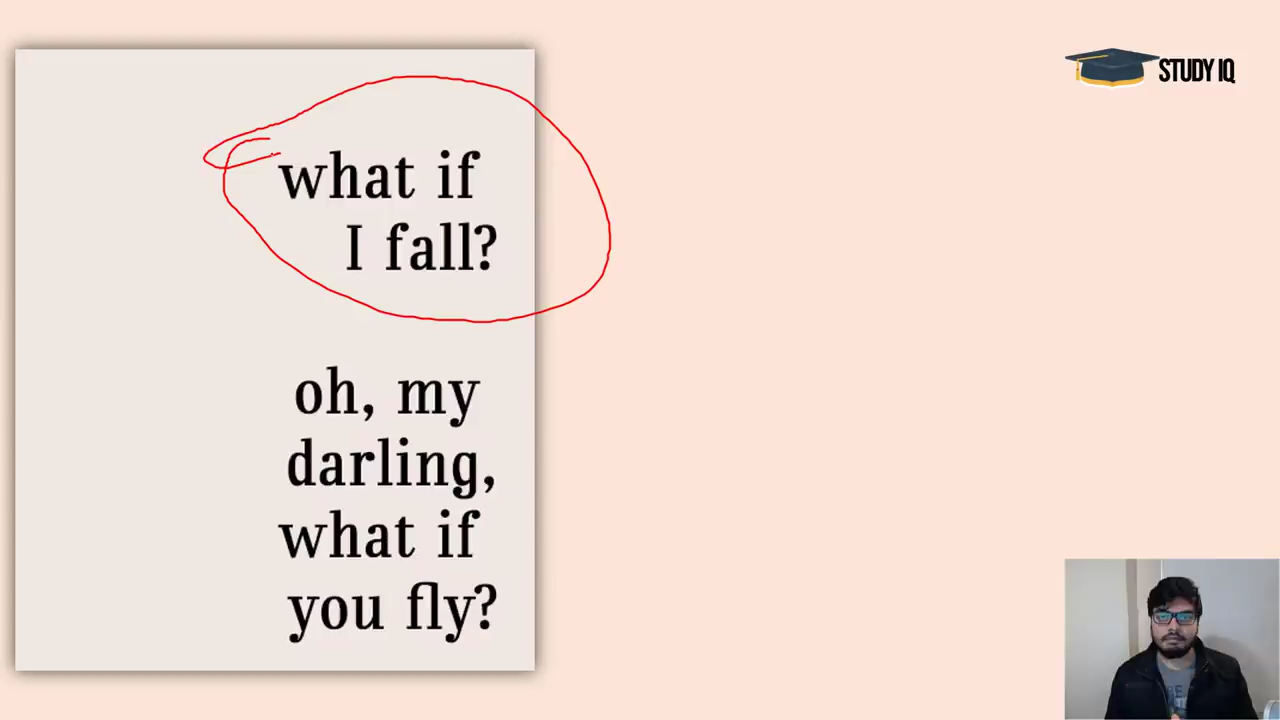 STUDY IQ
what if
I fall?
oh, my
darling,
what if
you fly?